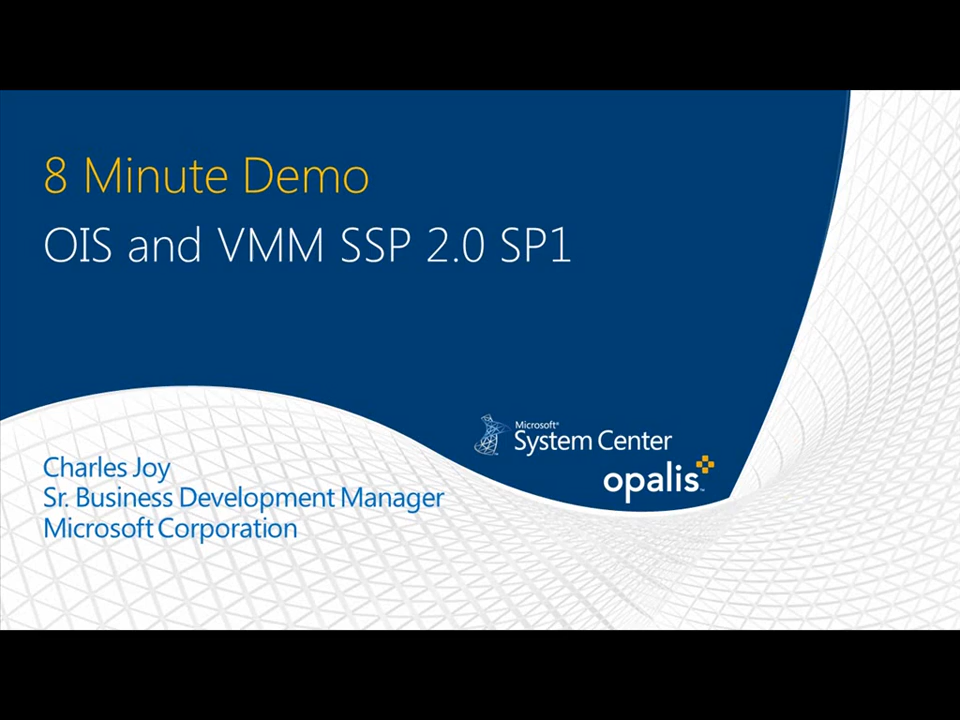 8 Minute Demo
OIS and VMM SSP 2.0 SP1
Microsoft®
System Center
opalis™
Charles Joy
Sr. Business Development Manager
Microsoft Corporation